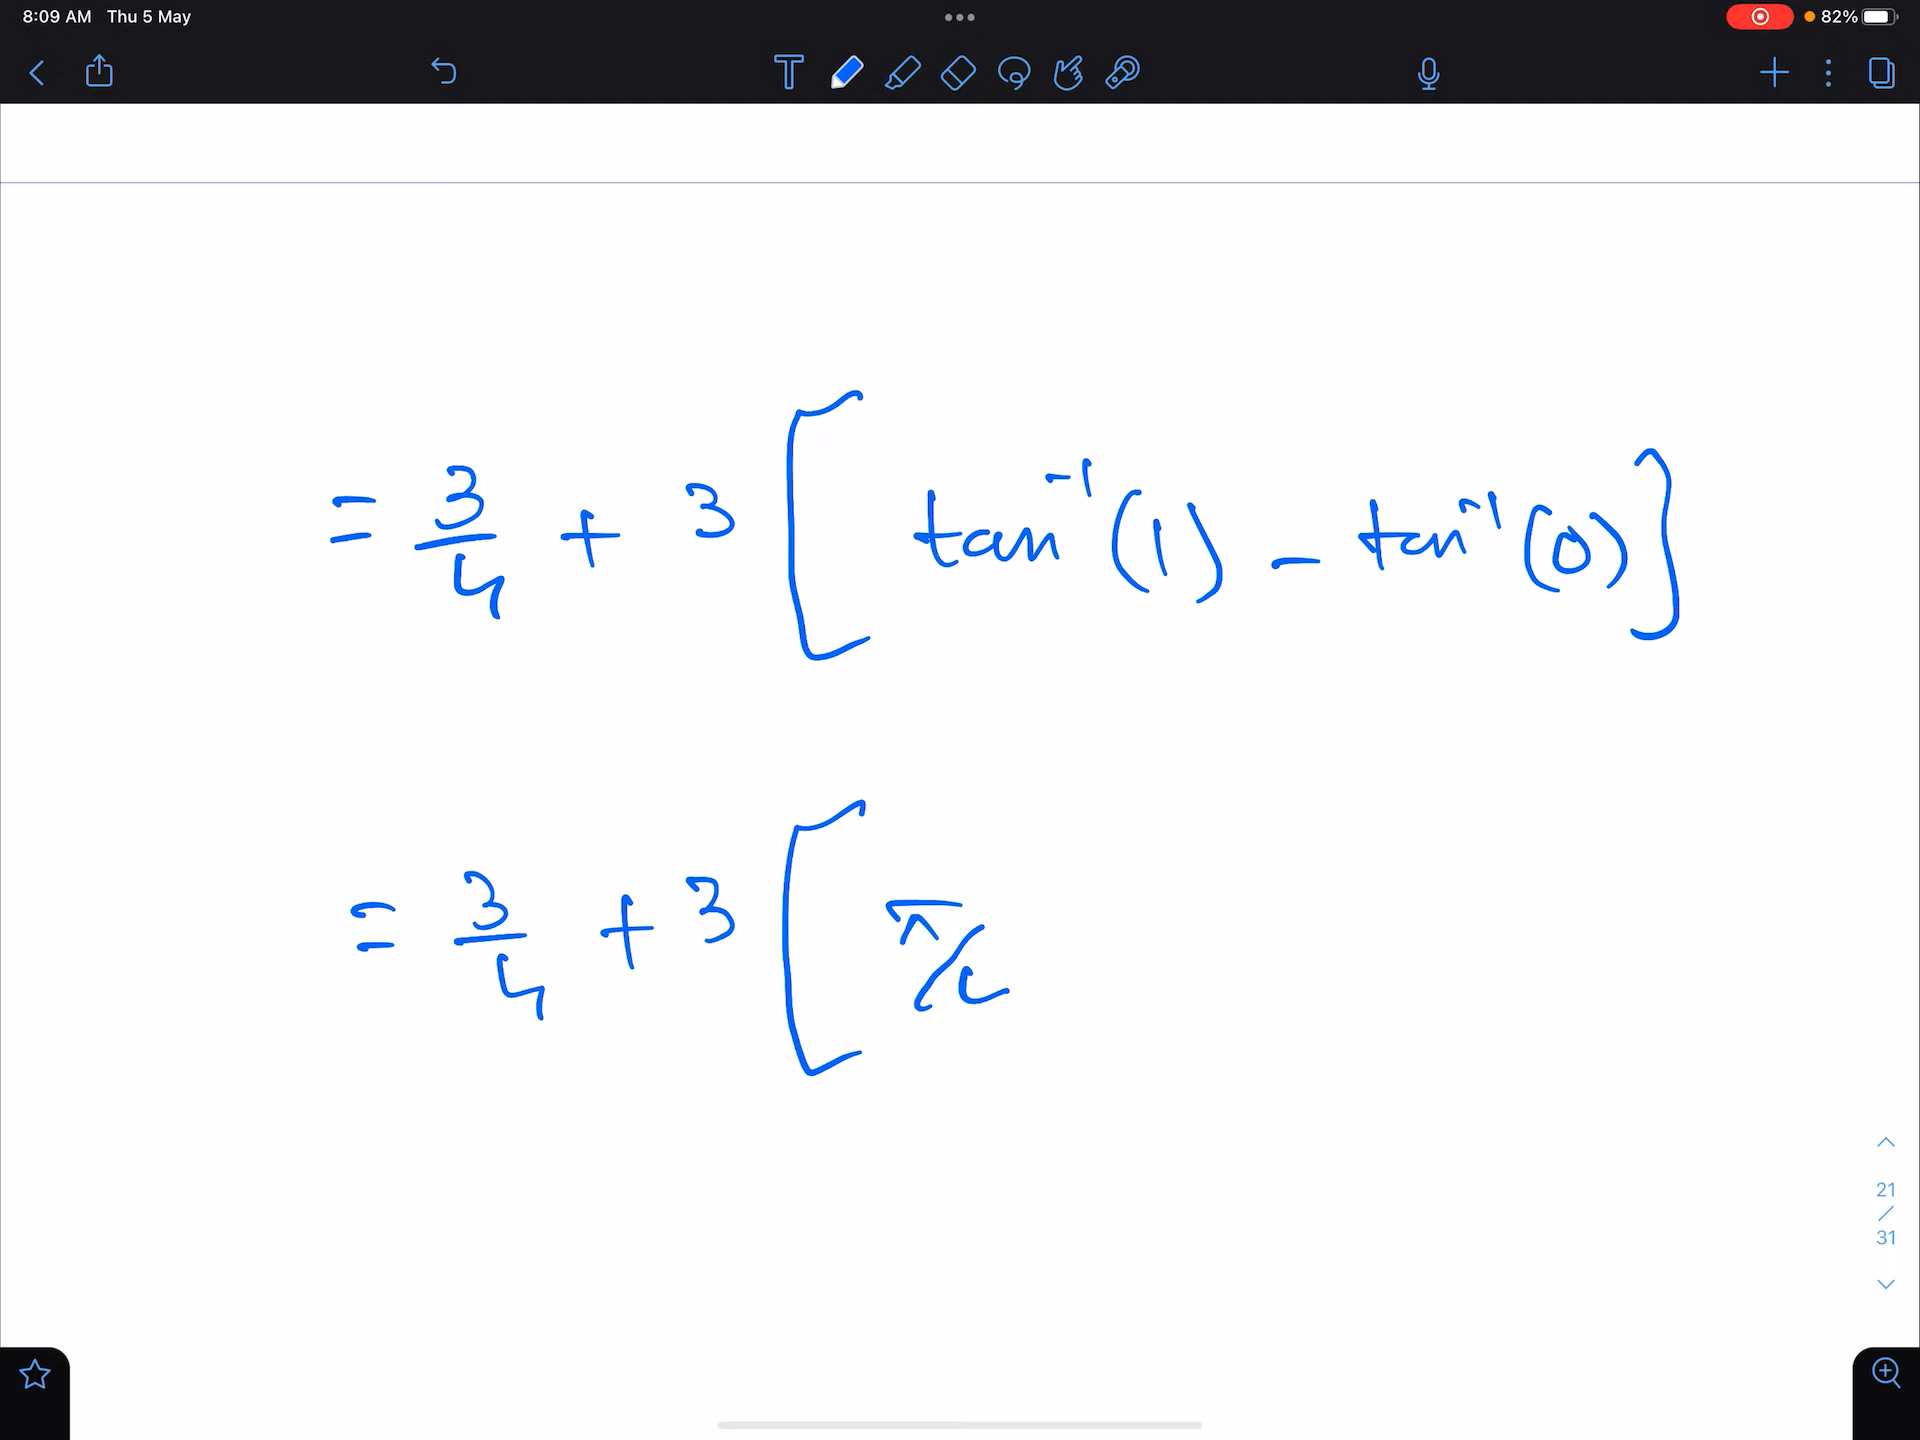 8:09 AM Thu 5 May
82%
T
= 3/4 + 3 [ tan⁻¹(1) - tan⁻¹(0) ]
= 3/4 + 3 [ π/
21
/
31